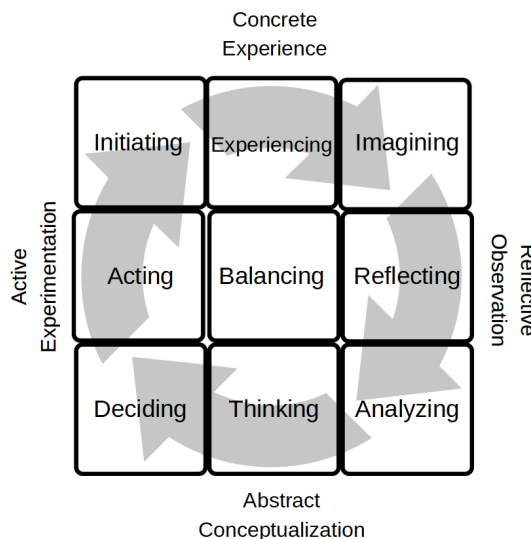 Concrete
Experience
Initiating
Experiencing
Imagining
Active
Experimentation
Acting
Balancing
Reflecting
Reflective
Observation
Deciding
Thinking
Analyzing
Abstract
Conceptualization